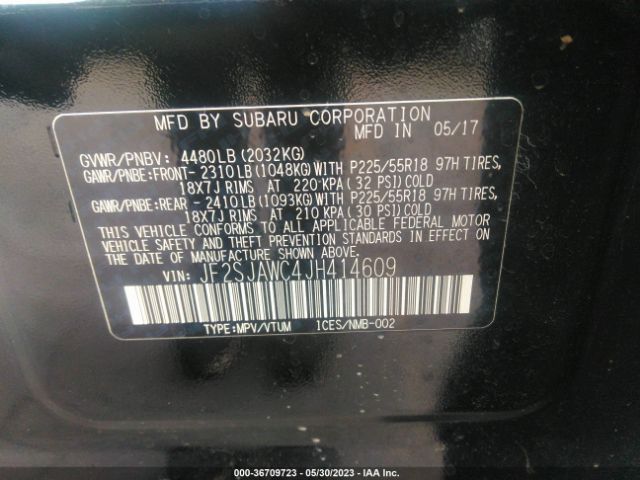 MFD BY SUBARU CORPORATION
MFD IN 05/17
GVWR/PNBV: 4480LB(2032KG)
GAWR/PNBE:FRONT-2310LB(1048KG)WITH P225/55R18 97H TIRES,
18X7J RIMS AT 220KPA(32 PSI)COLD
GAWR/PNBE:REAR -2410LB(1093KG)WITH P225/55R18 97H TIRES,
18X7J RIMS AT 210KPA(30 PSI)COLD
THIS VEHICLE CONFORMS TO ALL APPLICABLE FEDERAL MOTOR
VEHICLE SAFETY AND THEFT PREVENTION STANDARDS IN EFFECT
ON THE DATE OF MANUFACTURE SHOWN ABOVE.
VIN: JF2SJAWC4JH414609
TYPE:MPV/VTUM ICES/NMB-002
000-36709723 - 05/30/2023 - IAA Inc.